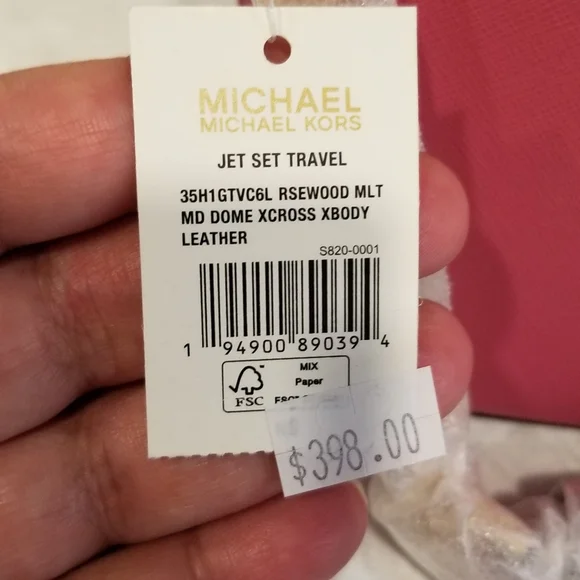 MICHAEL
MICHAEL KORS
JET SET TRAVEL
35H1GTVC6L RSEWOOD MLT
MD DOME XCROSS XBODY
LEATHER
S820-0001
1 94900 89039 4
MIX
Paper
FSC
$398.00